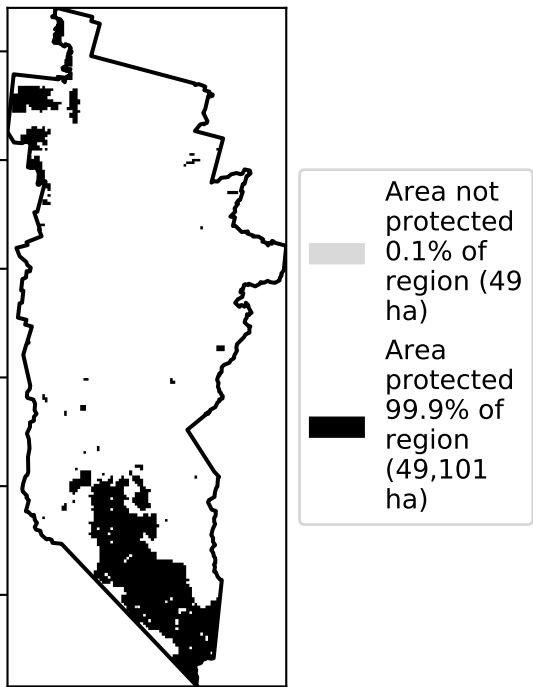 Area not
protected
0.1% of
region (49
ha)
Area
protected
99.9% of
region
(49,101
ha)